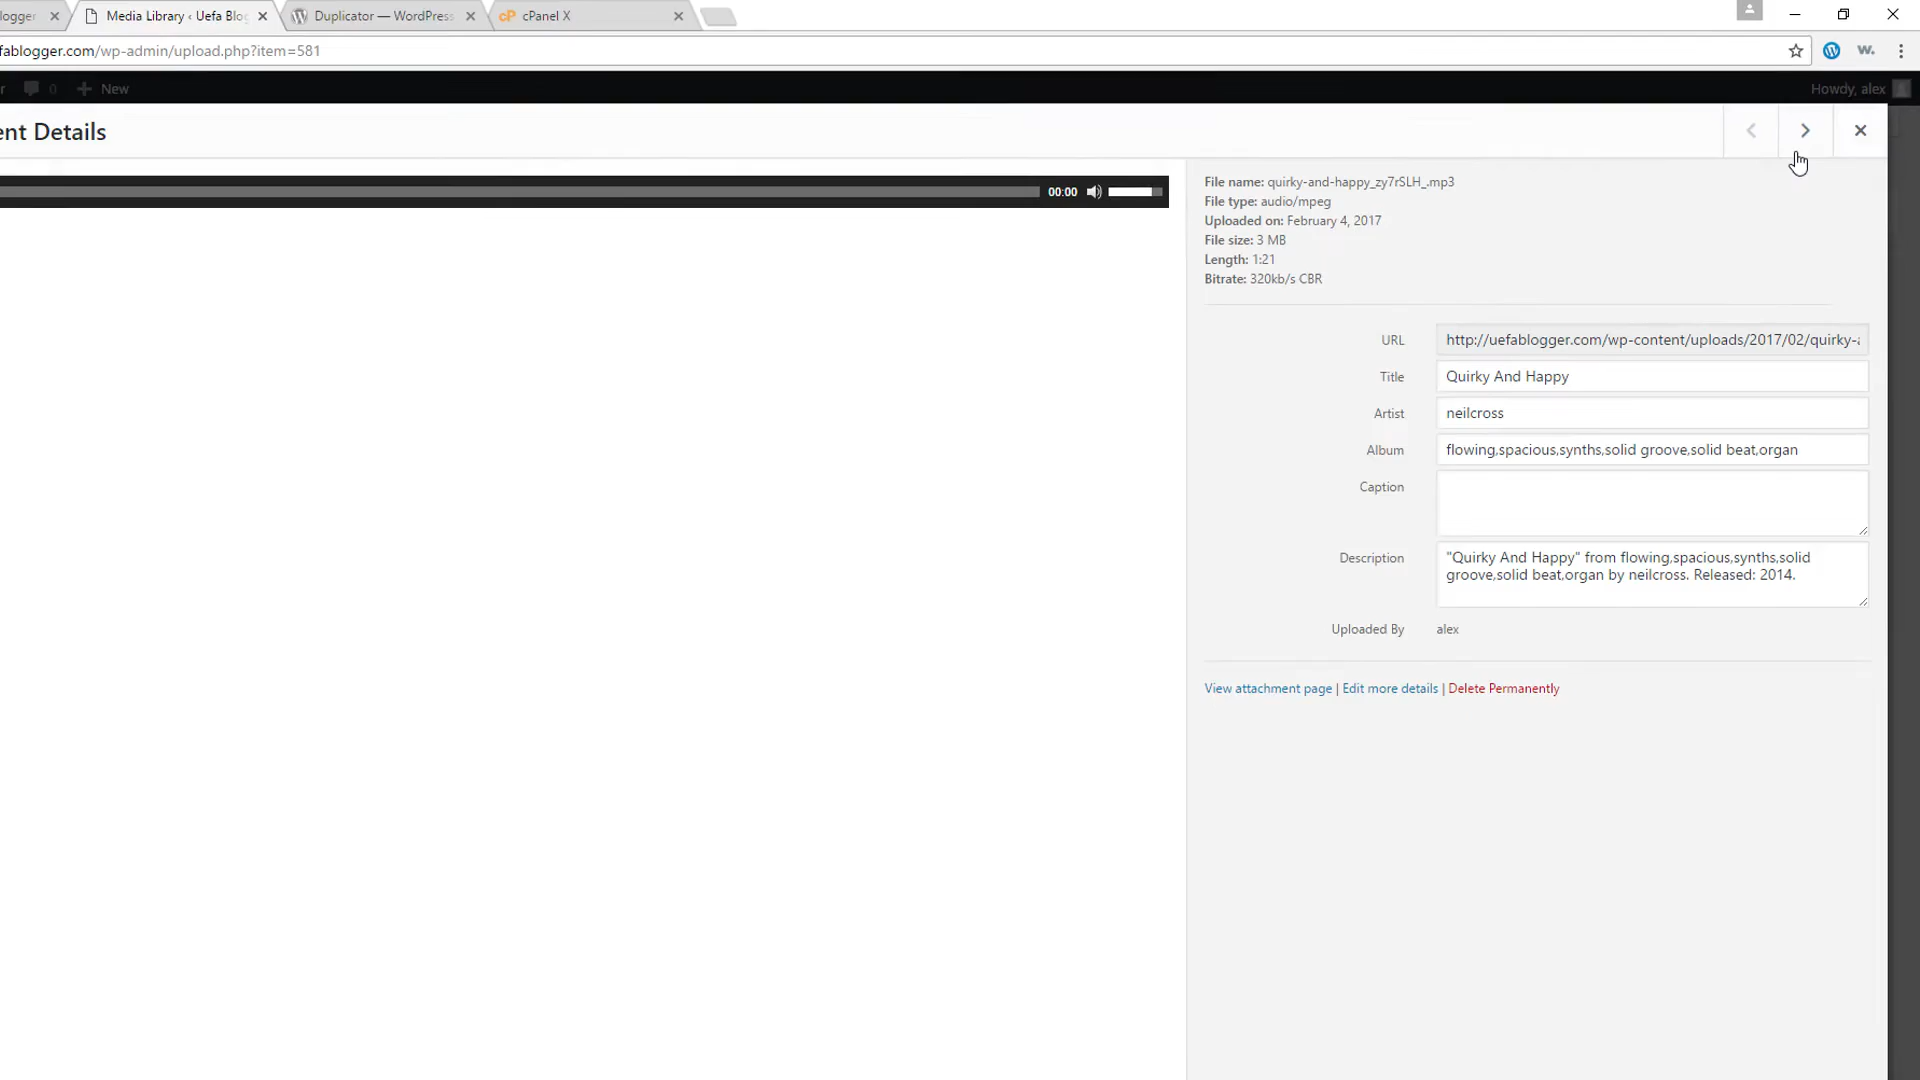 logger
Media Library ‹ Uefa Blog
Duplicator — WordPress
cP cPanel X
fablogger.com/wp-admin/upload.php?item=581
w.
r 0 New
Howdy, alex
ent Details
00:00
File name: quirky-and-happy_zy7rSLH_.mp3
File type: audio/mpeg
Uploaded on: February 4, 2017
File size: 3 MB
Length: 1:21
Bitrate: 320kb/s CBR
URL http://uefablogger.com/wp-content/uploads/2017/02/quirky-a
Title Quirky And Happy
Artist neilcross
Album flowing,spacious,synths,solid groove,solid beat,organ
Caption
Description "Quirky And Happy" from flowing,spacious,synths,solid
groove,solid beat,organ by neilcross. Released: 2014.
Uploaded By alex
View attachment page | Edit more details | Delete Permanently